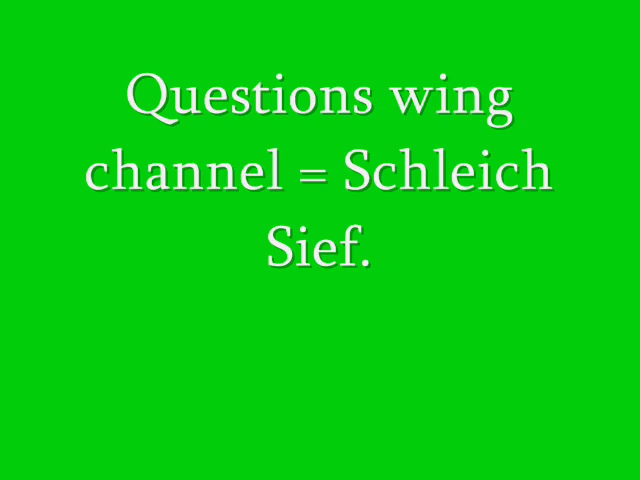 Questions wing
channel = Schleich
Sief.